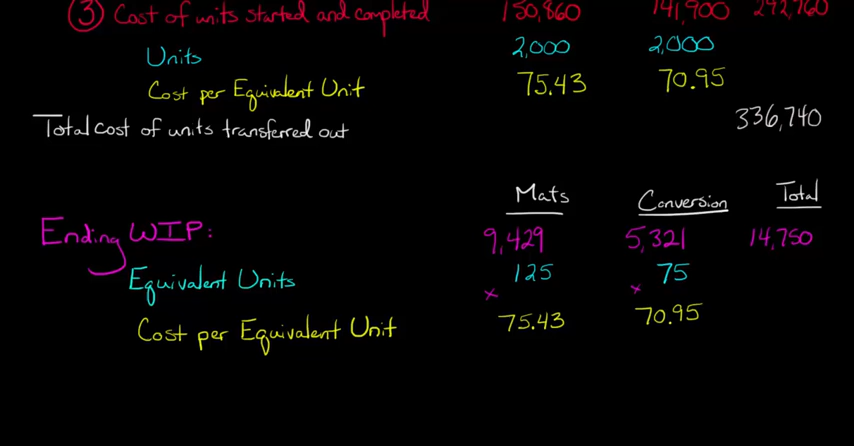 ③ Cost of units started and completed 150,860 141,900 292,760
Units 2,000 2,000
Cost per Equivalent Unit 75.43 70.95
Total cost of units transferred out 336,740
Mats Conversion Total
Ending WIP: 9,429 5,321 14,750
Equivalent Units × 125 × 75
Cost per Equivalent Unit 75.43 70.95